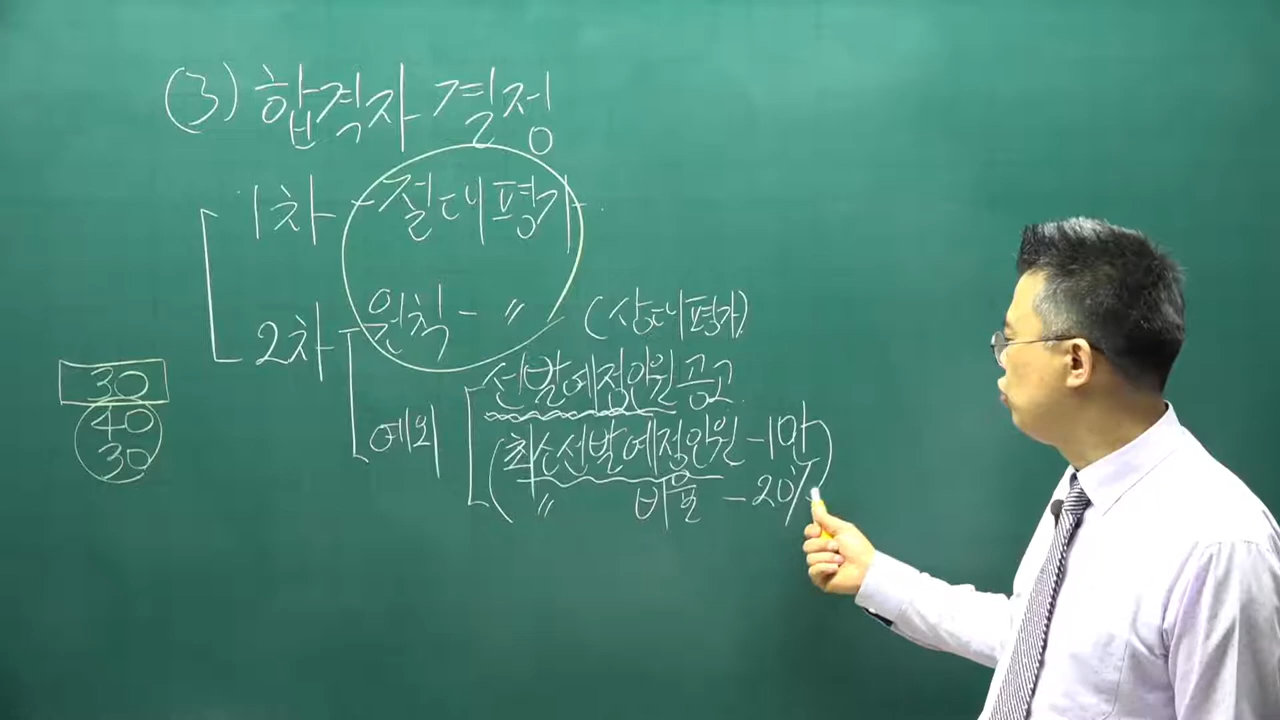 (3) 합격자 결정
1차 - 절대평가
2차 원칙 - 〃 (상대평가)
예외 선발예정인원 공고
(최소선발예정인원 - 1만
〃 비율 - 20%)
30
40
30